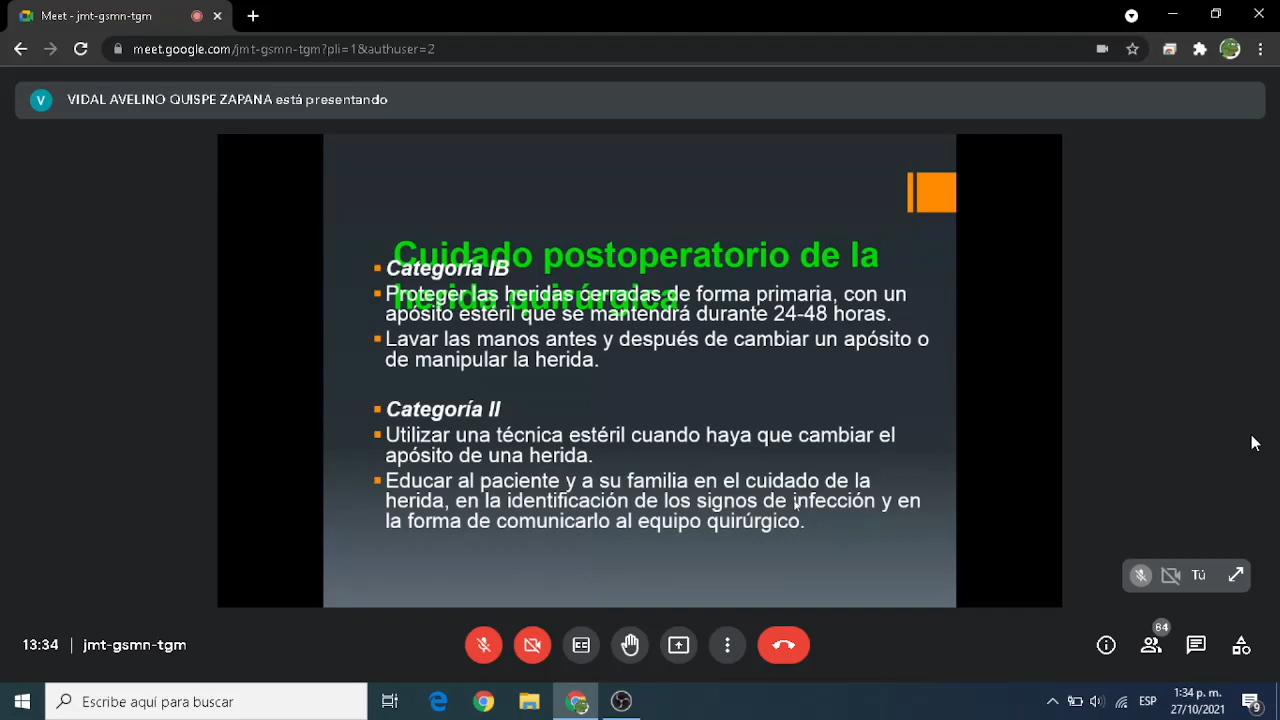 Meet - jmt-gsmn-tgm
meet.google.com/jmt-gsmn-tgm?pli=1&authuser=2
V VIDAL AVELINO QUISPE ZAPANA está presentando
Cuidado postoperatorio de la
herida quirúrgica
Categoría IB
Proteger las heridas cerradas de forma primaria, con un
apósito estéril que se mantendrá durante 24-48 horas.
Lavar las manos antes y después de cambiar un apósito o
de manipular la herida.
Categoría II
Utilizar una técnica estéril cuando haya que cambiar el
apósito de una herida.
Educar al paciente y a su familia en el cuidado de la
herida, en la identificación de los signos de infección y en
la forma de comunicarlo al equipo quirúrgico.
Tú
13:34 | jmt-gsmn-tgm
64
Escribe aquí para buscar
ESP
1:34 p. m.
27/10/2021
9